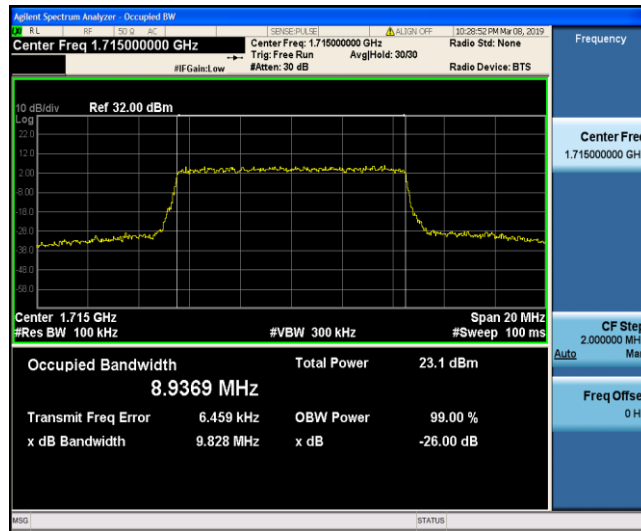 Agilent Spectrum Analyzer - Occupied BW
RL RF 50 Ω AC SENSE:PULSE ALIGN OFF 10:28:52 PM Mar 08, 2019
Center Freq 1.715000000 GHz Center Freq: 1.715000000 GHz Radio Std: None
Trig: Free Run Avg|Hold: 30/30
#IFGain:Low #Atten: 30 dB Radio Device: BTS
Frequency
10 dB/div Ref 32.00 dBm
Log
22.0
12.0
2.00
-8.00
-18.0
-28.0
-38.0
-48.0
-58.0
Center 1.715 GHz Span 20 MHz
#Res BW 100 kHz #VBW 300 kHz #Sweep 100 ms
Occupied Bandwidth Total Power 23.1 dBm
8.9369 MHz
Transmit Freq Error 6.459 kHz OBW Power 99.00 %
x dB Bandwidth 9.828 MHz x dB -26.00 dB
Center Fre
1.715000000 GH
CF Step
2.000000 MH
Auto Ma
Freq Offse
0 H
MSG STATUS